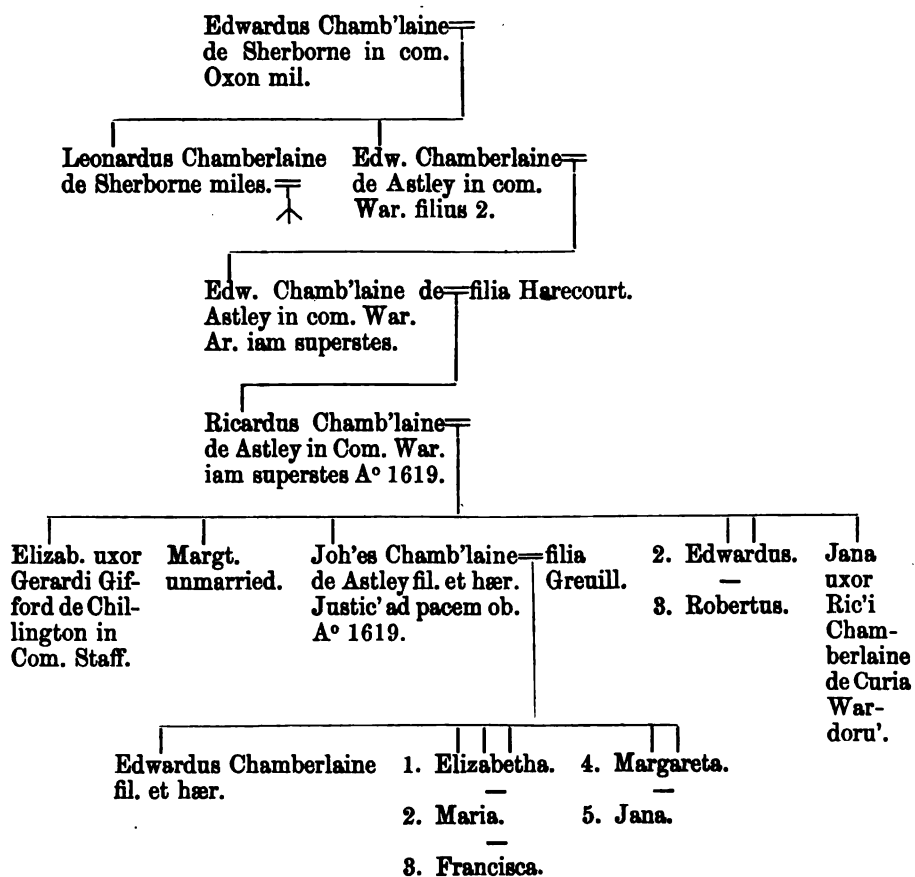 Edwardus Chamb'laine
de Sherborne in com.
Oxon mil.
Leonardus Chamberlaine
de Sherborne miles.
Edw. Chamberlaine
de Astley in com.
War. filius 2.
Edw. Chamb'laine de
Astley in com. War.
Ar. iam superstes.
filia Harecourt.
Ricardus Chamb'laine
de Astley in Com. War.
iam superstes Aº 1619.
Elizab. uxor
Gerardi Gif-
ford de Chil-
lington in
Com. Staff.
Margt.
unmarried.
Joh'es Chamb'laine
de Astley fil. et hær.
Justic' ad pacem ob.
Aº 1619.
filia
Greuill.
2. Edwardus.
3. Robertus.
Jana
uxor
Ric'i
Cham-
berlaine
de Curia
War-
doru'.
Edwardus Chamberlaine
fil. et hær.
1. Elizabetha.
2. Maria.
3. Francisca.
4. Margareta.
5. Jana.